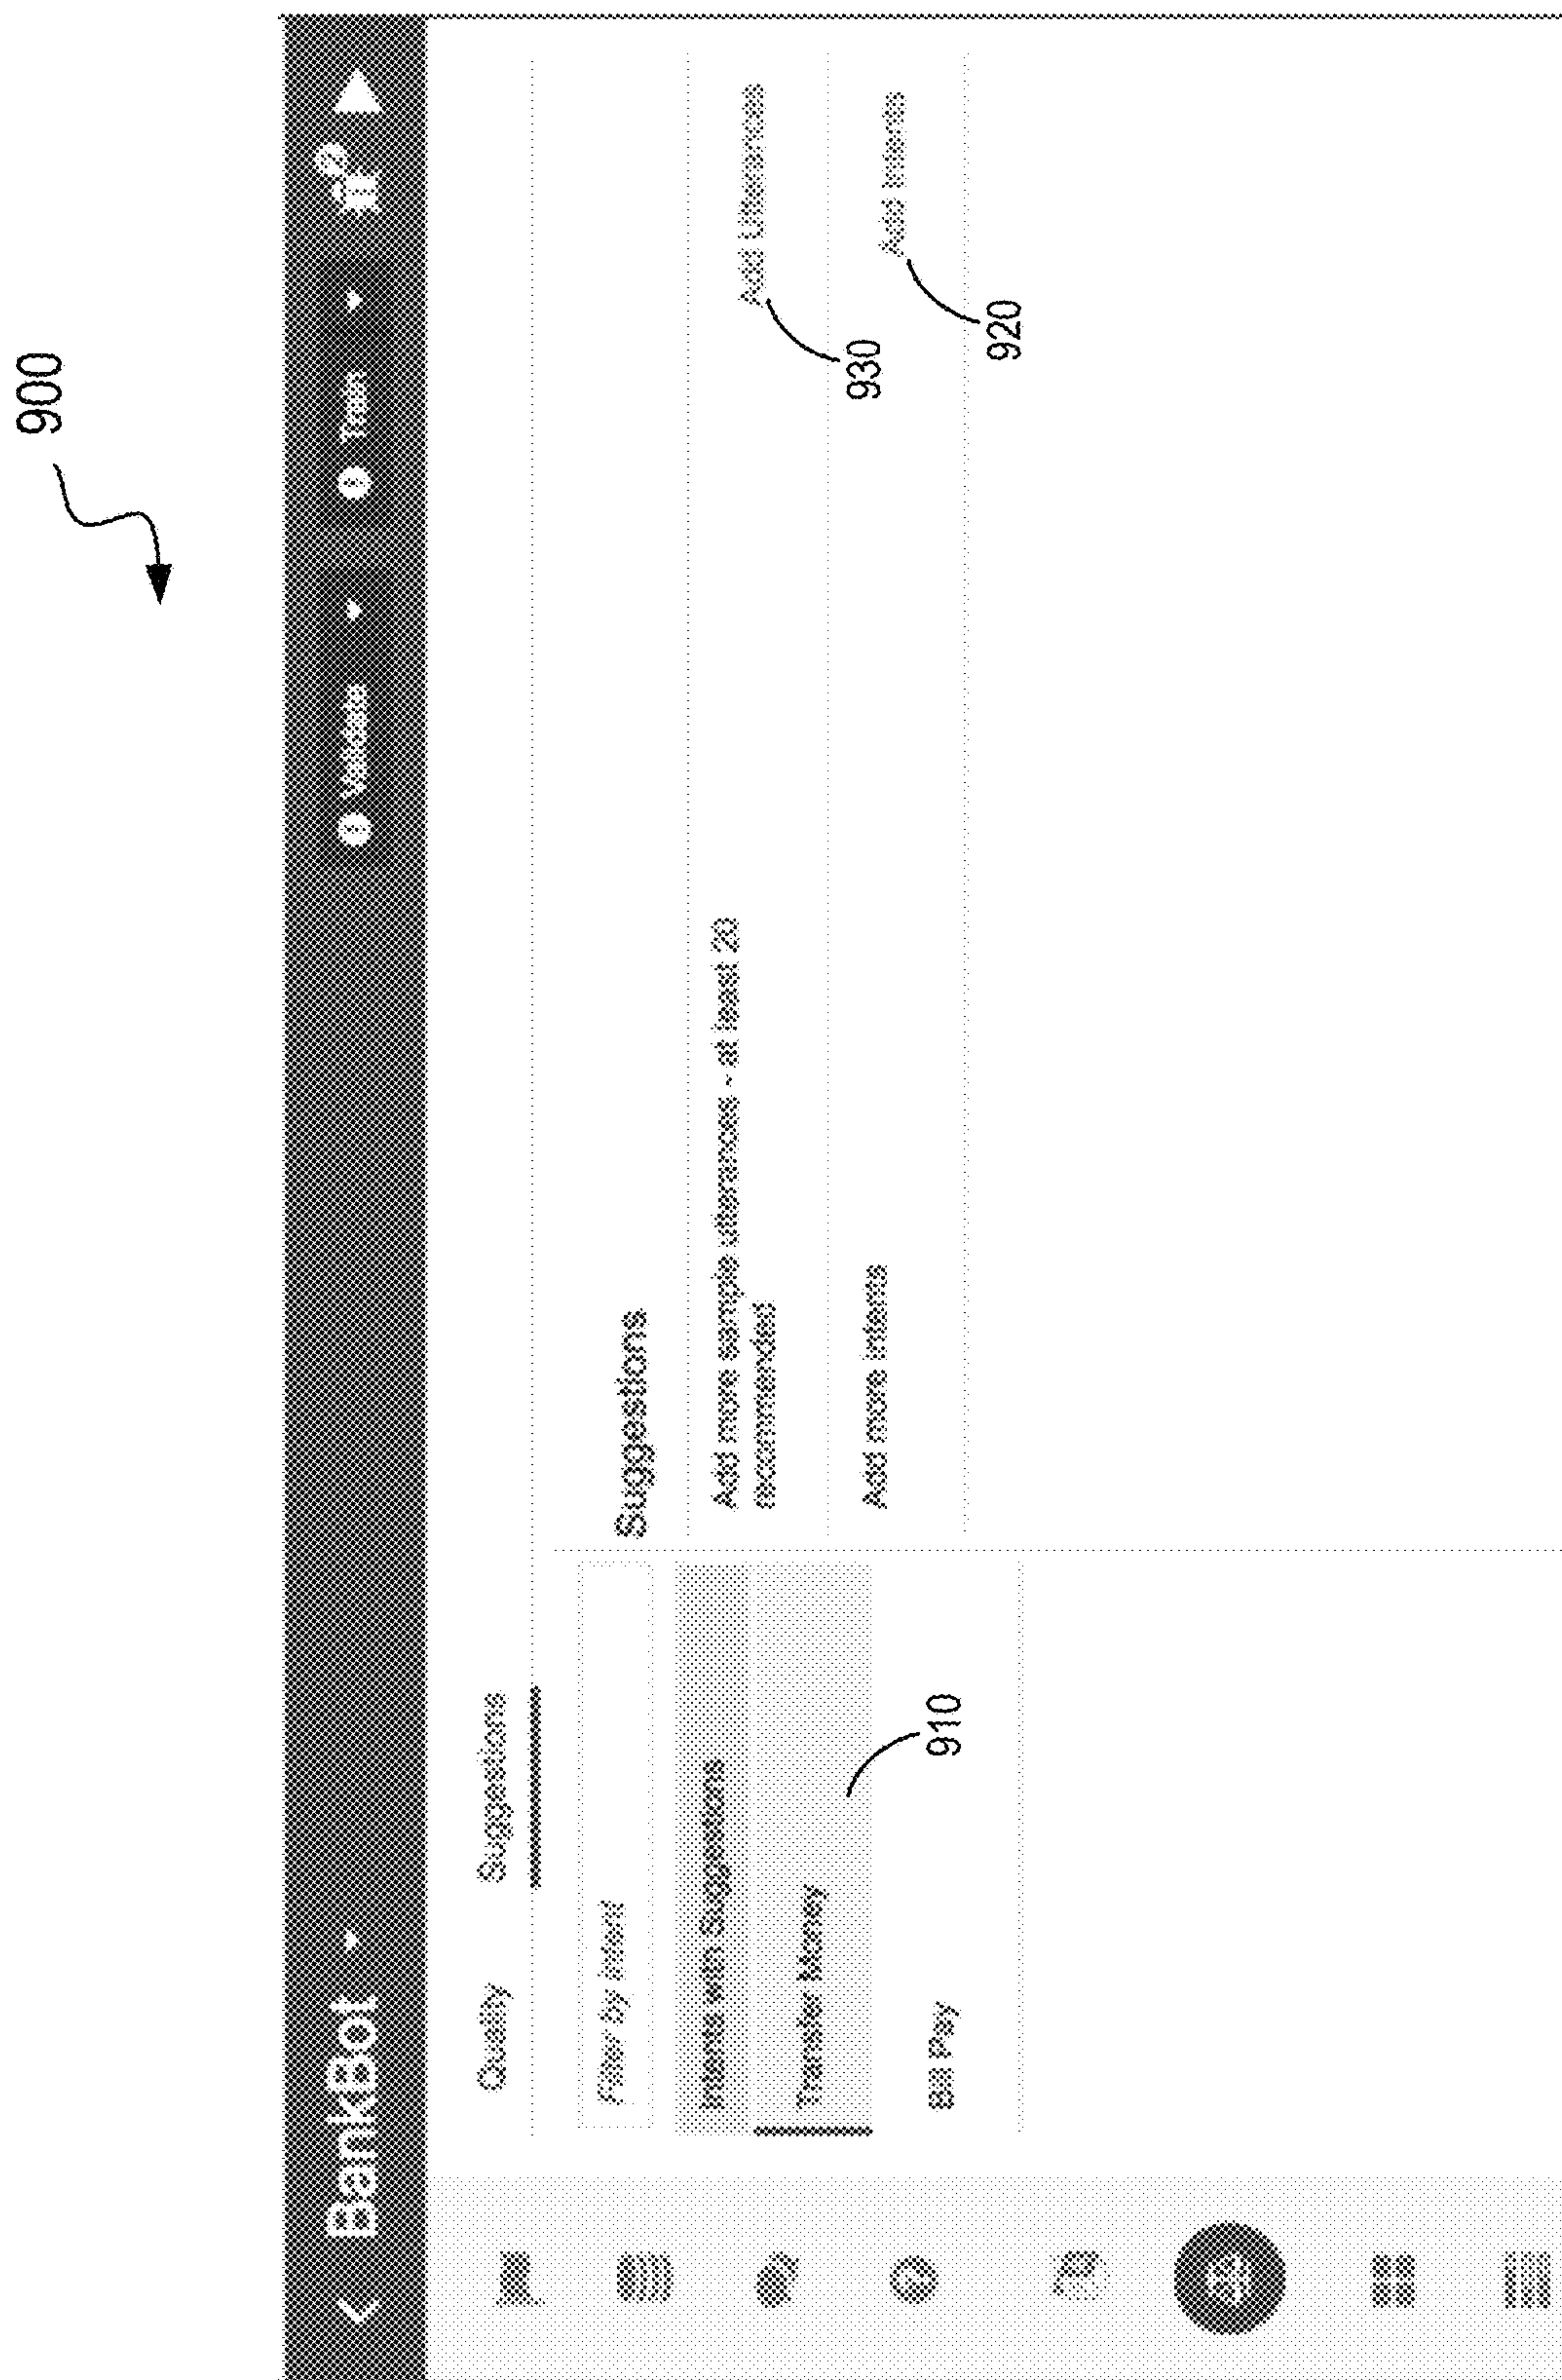 900
BankBot
Validate
Train
Quality
Suggestions
Filter by Intent
Intents with Suggestions
Transfer Money
910
Bill Pay
Suggestions
Add more sample utterances - at least 20
recommended
Add Utterances
930
Add more intents
Add Intents
920